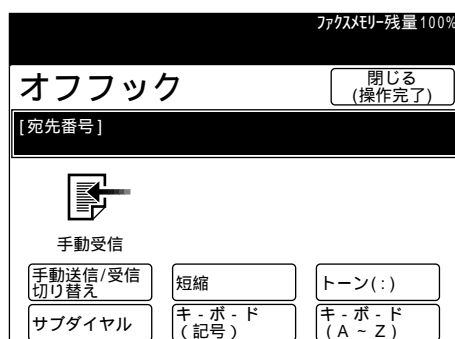 ファクスメモリー残量100%
オフフック
閉じる
(操作完了)
[宛先番号]
手動受信
手動送信/受信
切り替え
短縮
トーン(:)
サブダイヤル
キ-ボ-ド
(記号)
キ-ボ-ド
(A~Z)